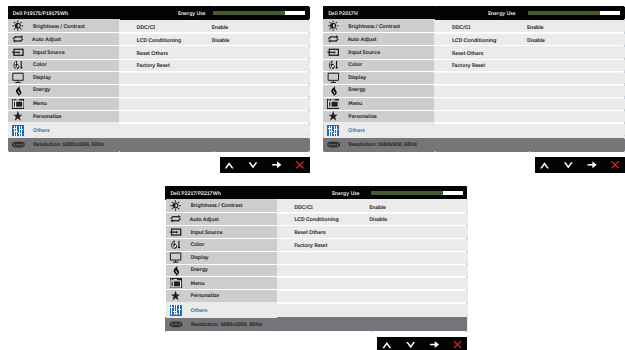 Dell P1917S/P1917SWh Energy Use
Brightness / Contrast DDC/CI Enable
Auto Adjust LCD Conditioning Disable
Input Source Reset Others
Color Factory Reset
Display
Energy
Menu
Personalize
Others
Resolution: 1280x1024, 60Hz
Dell P2017H Energy Use
Brightness / Contrast DDC/CI Enable
Auto Adjust LCD Conditioning Disable
Input Source Reset Others
Color Factory Reset
Display
Energy
Menu
Personalize
Others
Resolution: 1600x900, 60Hz
Dell P2217/P2217Wh Energy Use
Brightness / Contrast DDC/CI Enable
Auto Adjust LCD Conditioning Disable
Input Source Reset Others
Color Factory Reset
Display
Energy
Menu
Personalize
Others
Resolution: 1680x1050, 60Hz